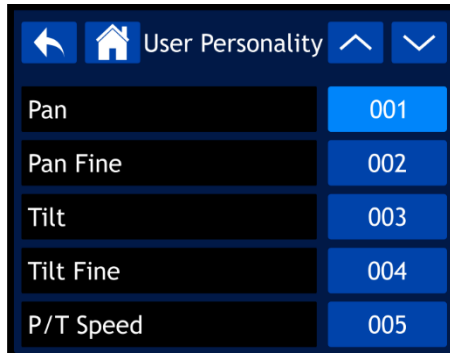 User Personality
Pan 001
Pan Fine 002
Tilt 003
Tilt Fine 004
P/T Speed 005